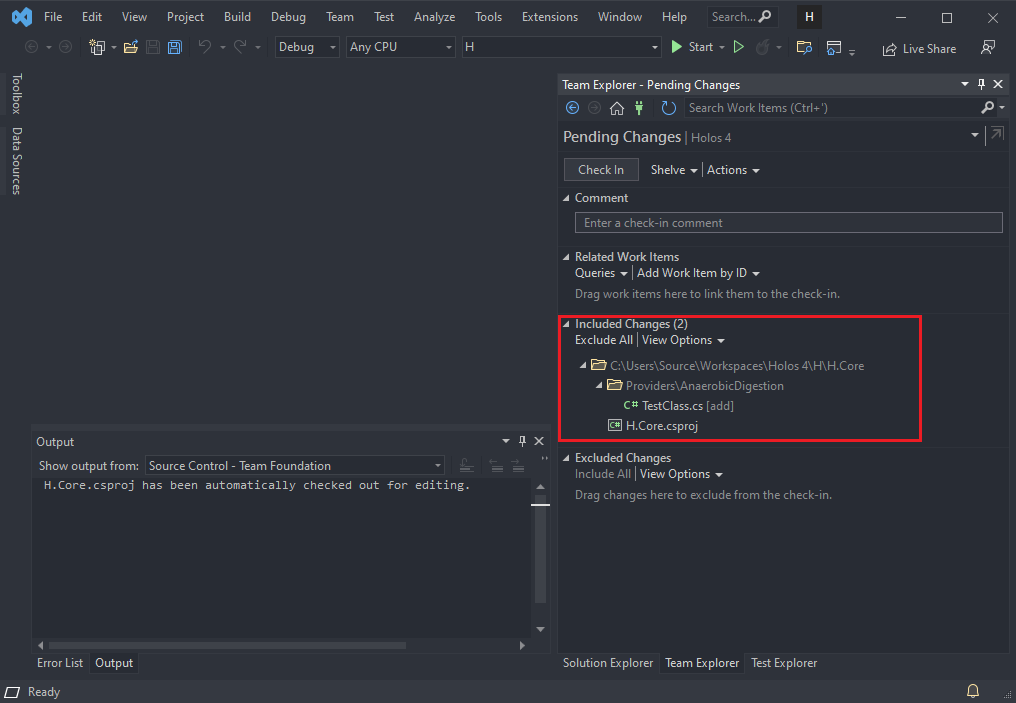 File Edit View Project Build Debug Team Test Analyze Tools Extensions Window Help Search... H
Debug Any CPU H Start Live Share
Toolbox
Data Sources
Team Explorer - Pending Changes
Search Work Items (Ctrl+')
Pending Changes | Holos 4
Check In Shelve Actions
Comment
Enter a check-in comment
Related Work Items
Queries Add Work Item by ID
Drag work items here to link them to the check-in.
Included Changes (2)
Exclude All View Options
C:\Users\Source\Workspaces\Holos 4\H\H.Core
Providers\AnaerobicDigestion
C# TestClass.cs [add]
C# H.Core.csproj
Excluded Changes
Include All View Options
Drag changes here to exclude from the check-in.
Output
Show output from: Source Control - Team Foundation
H.Core.csproj has been automatically checked out for editing.
Error List Output
Solution Explorer Team Explorer Test Explorer
Ready